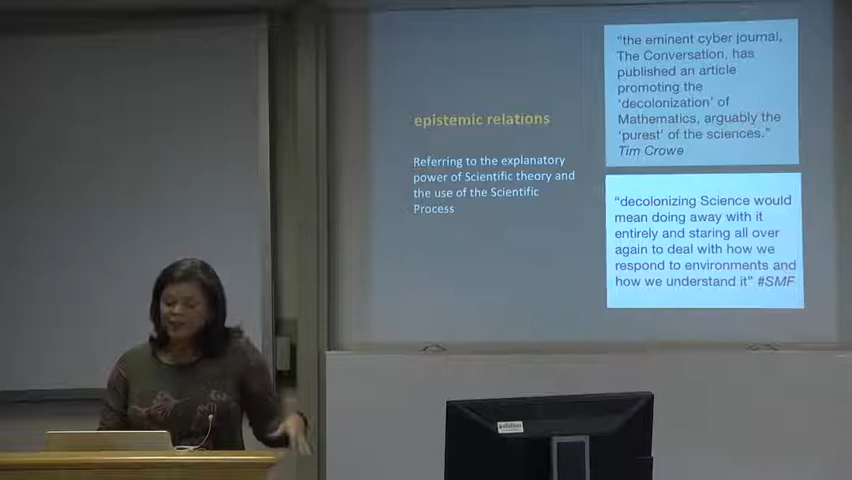 epistemic relations
Referring to the explanatory
power of Scientific theory and
the use of the Scientific
Process
“the eminent cyber journal,
The Conversation, has
published an article
promoting the
‘decolonization’ of
Mathematics, arguably the
‘purest’ of the sciences.”
Tim Crowe
“decolonizing Science would
mean doing away with it
entirely and staring all over
again to deal with how we
respond to environments and
how we understand it” #SMF